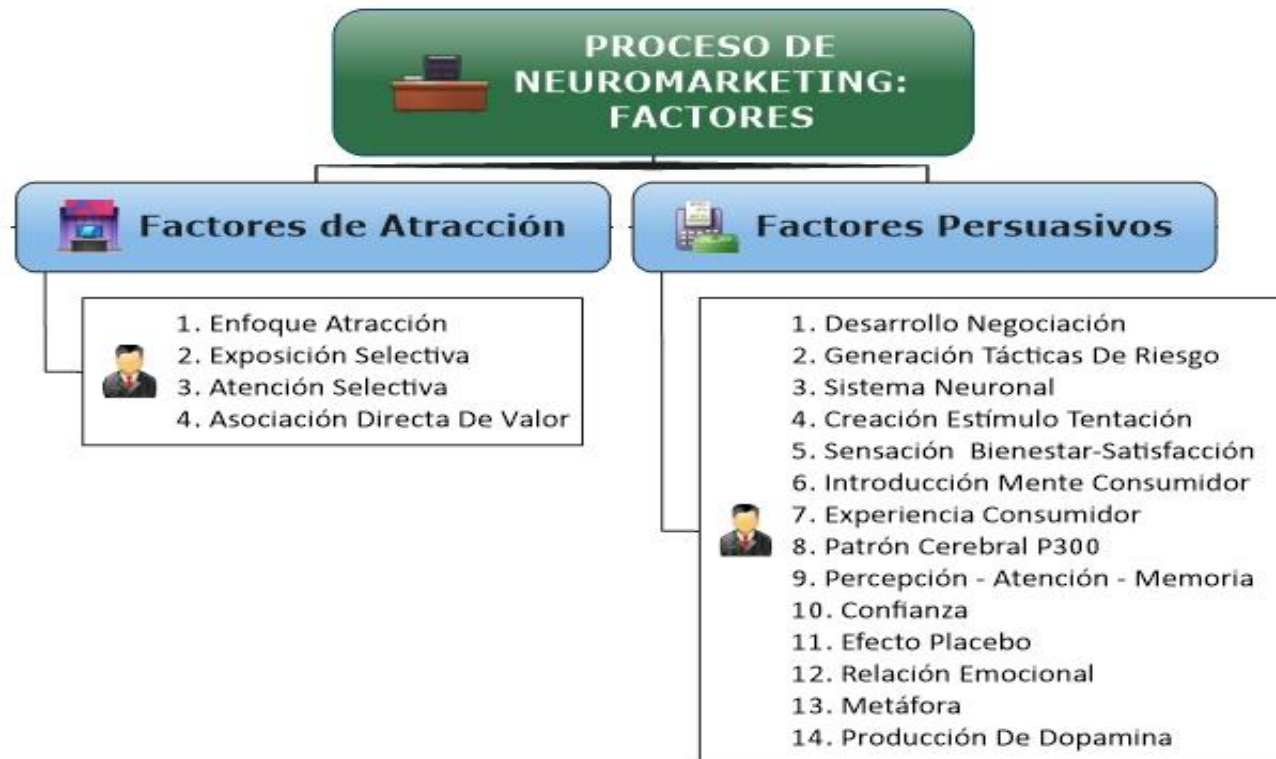 PROCESO DE
NEUROMARKETING:
FACTORES
Factores de Atracción
1. Enfoque Atracción
2. Exposición Selectiva
3. Atención Selectiva
4. Asociación Directa De Valor
Factores Persuasivos
1. Desarrollo Negociación
2. Generación Tácticas De Riesgo
3. Sistema Neuronal
4. Creación Estímulo Tentación
5. Sensación Bienestar-Satisfacción
6. Introducción Mente Consumidor
7. Experiencia Consumidor
8. Patrón Cerebral P300
9. Percepción - Atención - Memoria
10. Confianza
11. Efecto Placebo
12. Relación Emocional
13. Metáfora
14. Producción De Dopamina